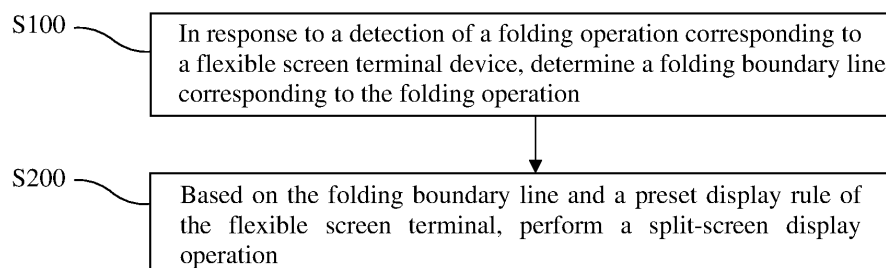 S100
In response to a detection of a folding operation corresponding to
a flexible screen terminal device, determine a folding boundary line
corresponding to the folding operation
S200
Based on the folding boundary line and a preset display rule of
the flexible screen terminal, perform a split-screen display
operation